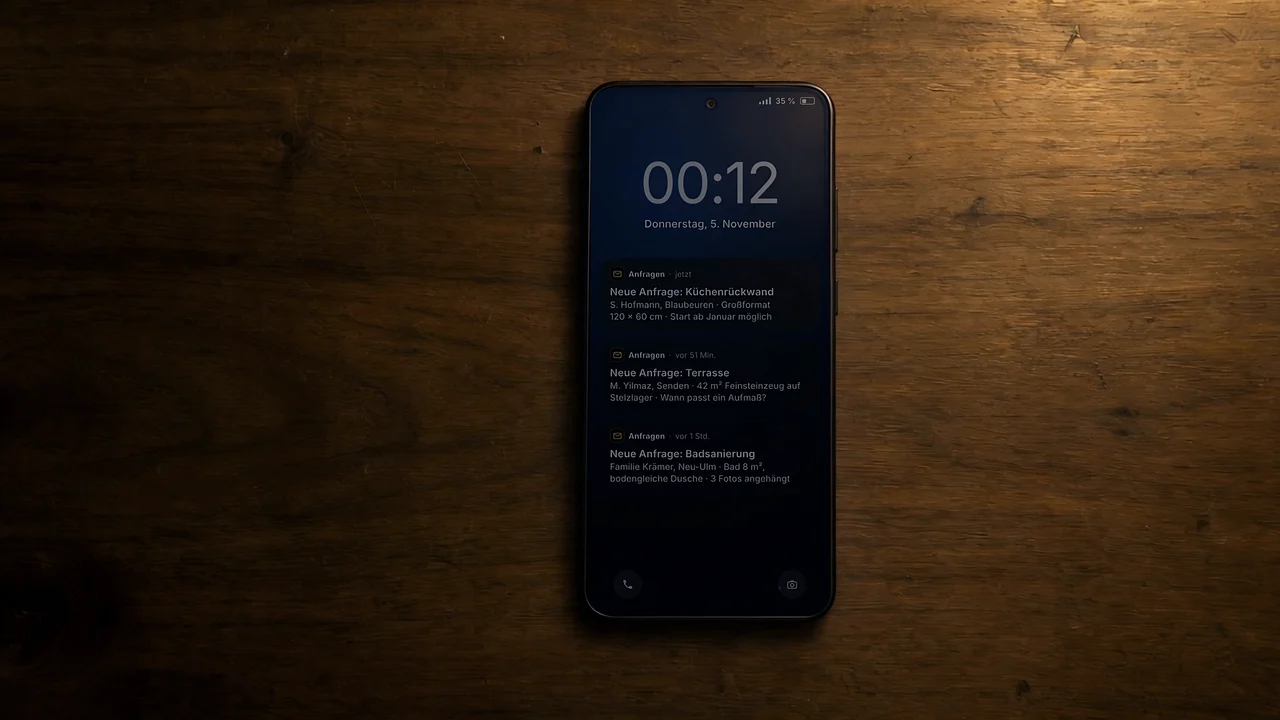 35 %
00:12
Donnerstag, 5. November
Anfragen · jetzt
Neue Anfrage: Küchenrückwand
S. Hofmann, Blaubeuren · Großformat
120 × 60 cm · Start ab Januar möglich
Anfragen · vor 51 Min.
Neue Anfrage: Terrasse
M. Yilmaz, Senden · 42 m² Feinsteinzeug auf
Stelzlager · Wann passt ein Aufmaß?
Anfragen · vor 1 Std.
Neue Anfrage: Badsanierung
Familie Krämer, Neu-Ulm · Bad 8 m²,
bodengleiche Dusche · 3 Fotos angehängt